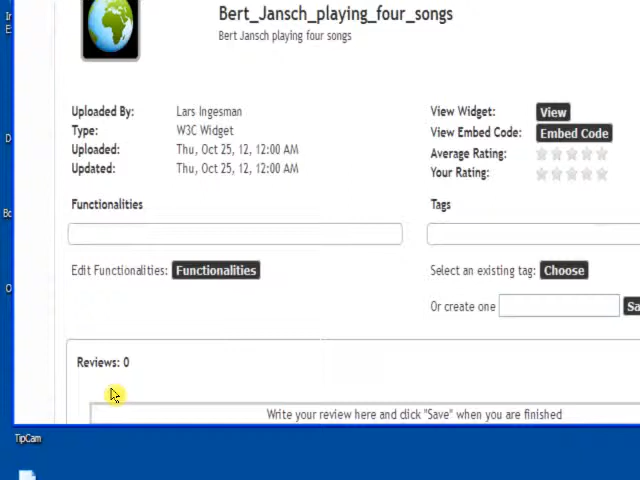 Bert_Jansch_playing_four_songs
Bert Jansch playing four songs
Uploaded By: Lars Ingesman
Type: W3C Widget
Uploaded: Thu, Oct 25, 12, 12:00 AM
Updated: Thu, Oct 25, 12, 12:00 AM
View Widget: View
View Embed Code: Embed Code
Average Rating:
Your Rating:
Functionalities
Tags
Edit Functionalities: Functionalities
Select an existing tag: Choose
Or create one
Reviews: 0
Write your review here and click "Save" when you are finished
TipCam